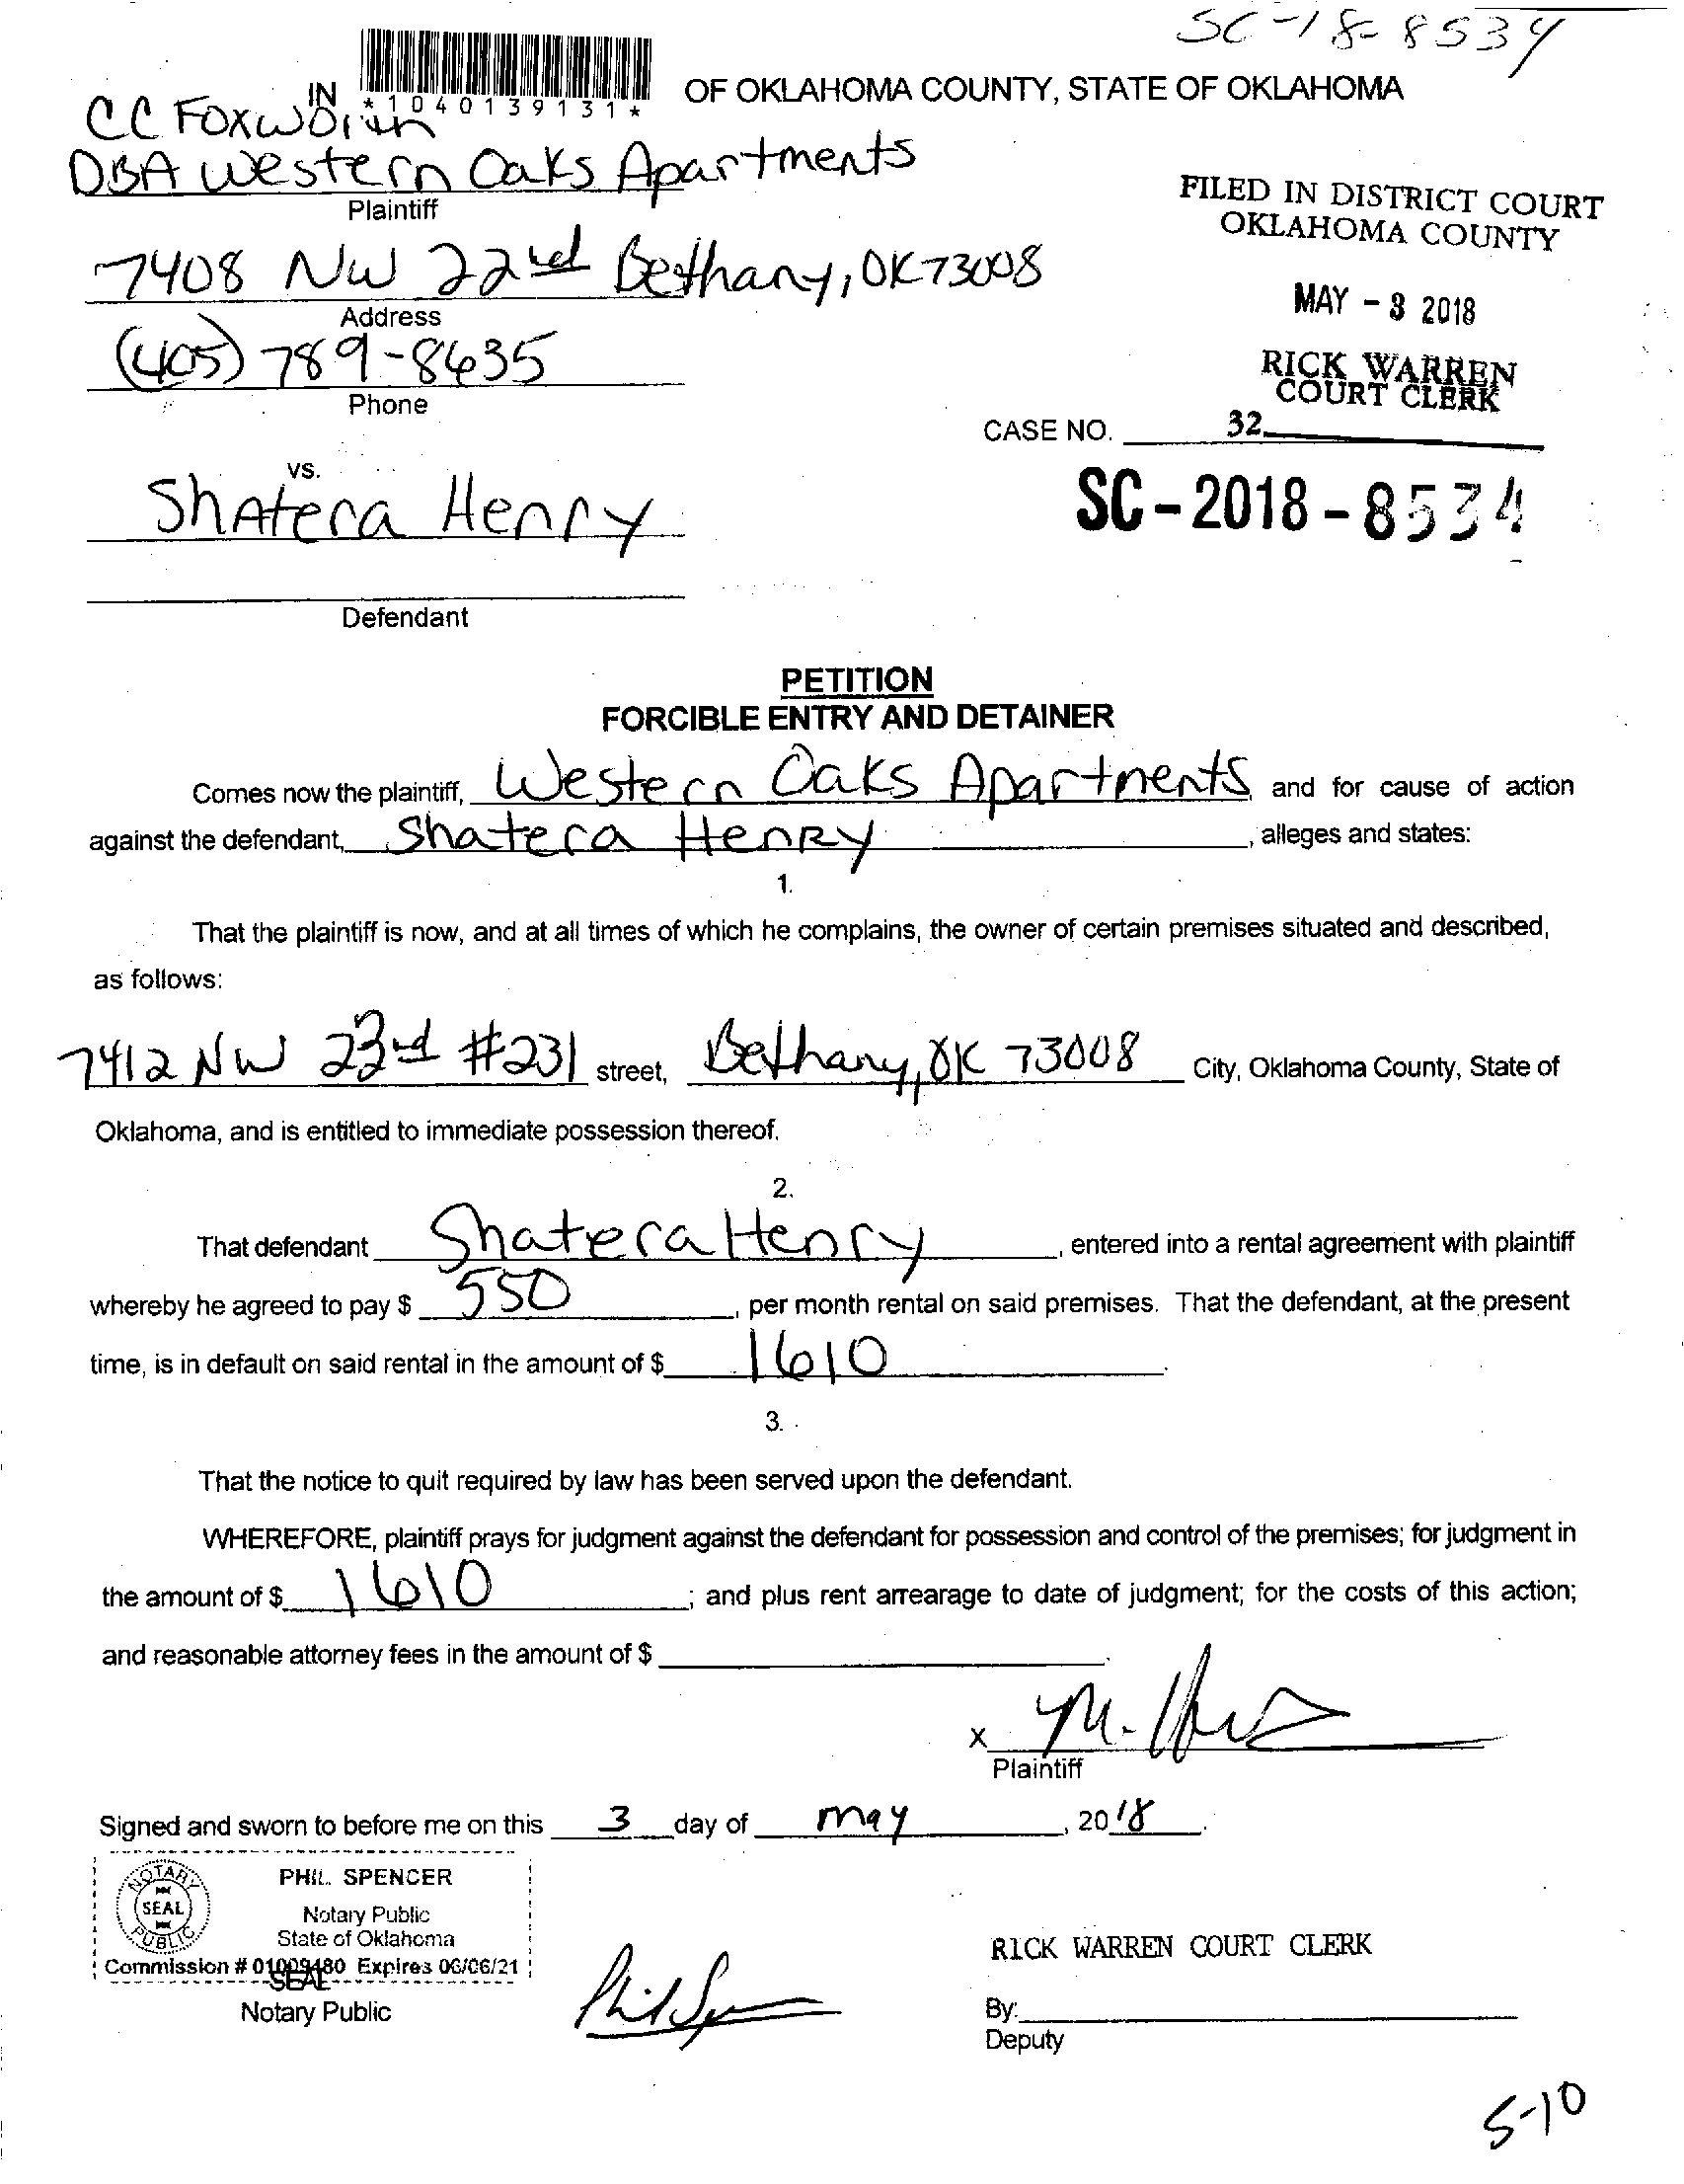 SC-18-8534
IN
*1040139131*
OF OKLAHOMA COUNTY, STATE OF OKLAHOMA
CC Foxworth
DBA Western Oaks Apartments
Plaintiff
FILED IN DISTRICT COURT
OKLAHOMA COUNTY
7408 NW 22nd Bethany, OK 73008
Address
MAY - 3 2018
(405) 789-8635
Phone
RICK WARREN
COURT CLERK
CASE NO.
32
vs.
Shatera Henry
SC-2018-8534
Defendant
PETITION
FORCIBLE ENTRY AND DETAINER
Comes now the plaintiff, Western Oaks Apartments and for cause of action
against the defendant, Shatera Henry, alleges and states:
1.
That the plaintiff is now, and at all times of which he complains, the owner of certain premises situated and described,
as follows:
7412 NW 23rd #231 street, Bethany, OK 73008 City, Oklahoma County, State of
Oklahoma, and is entitled to immediate possession thereof.
2.
That defendant Shatera Henry, entered into a rental agreement with plaintiff
whereby he agreed to pay $ 550, per month rental on said premises. That the defendant, at the present
time, is in default on said rental in the amount of $ 1610.
3.
That the notice to quit required by law has been served upon the defendant.
WHEREFORE, plaintiff prays for judgment against the defendant for possession and control of the premises; for judgment in
the amount of $ 1610; and plus rent arrearage to date of judgment; for the costs of this action;
and reasonable attorney fees in the amount of $
X
Plaintiff
Signed and sworn to before me on this 3 day of may, 2018.
NOTARY
SEAL
PUBLIC
PHIL SPENCER
Notary Public
State of Oklahoma
Commission # 01009480 Expires 06/06/21
SEAL
Notary Public
Phil
RICK WARREN COURT CLERK
By:
Deputy
5-10